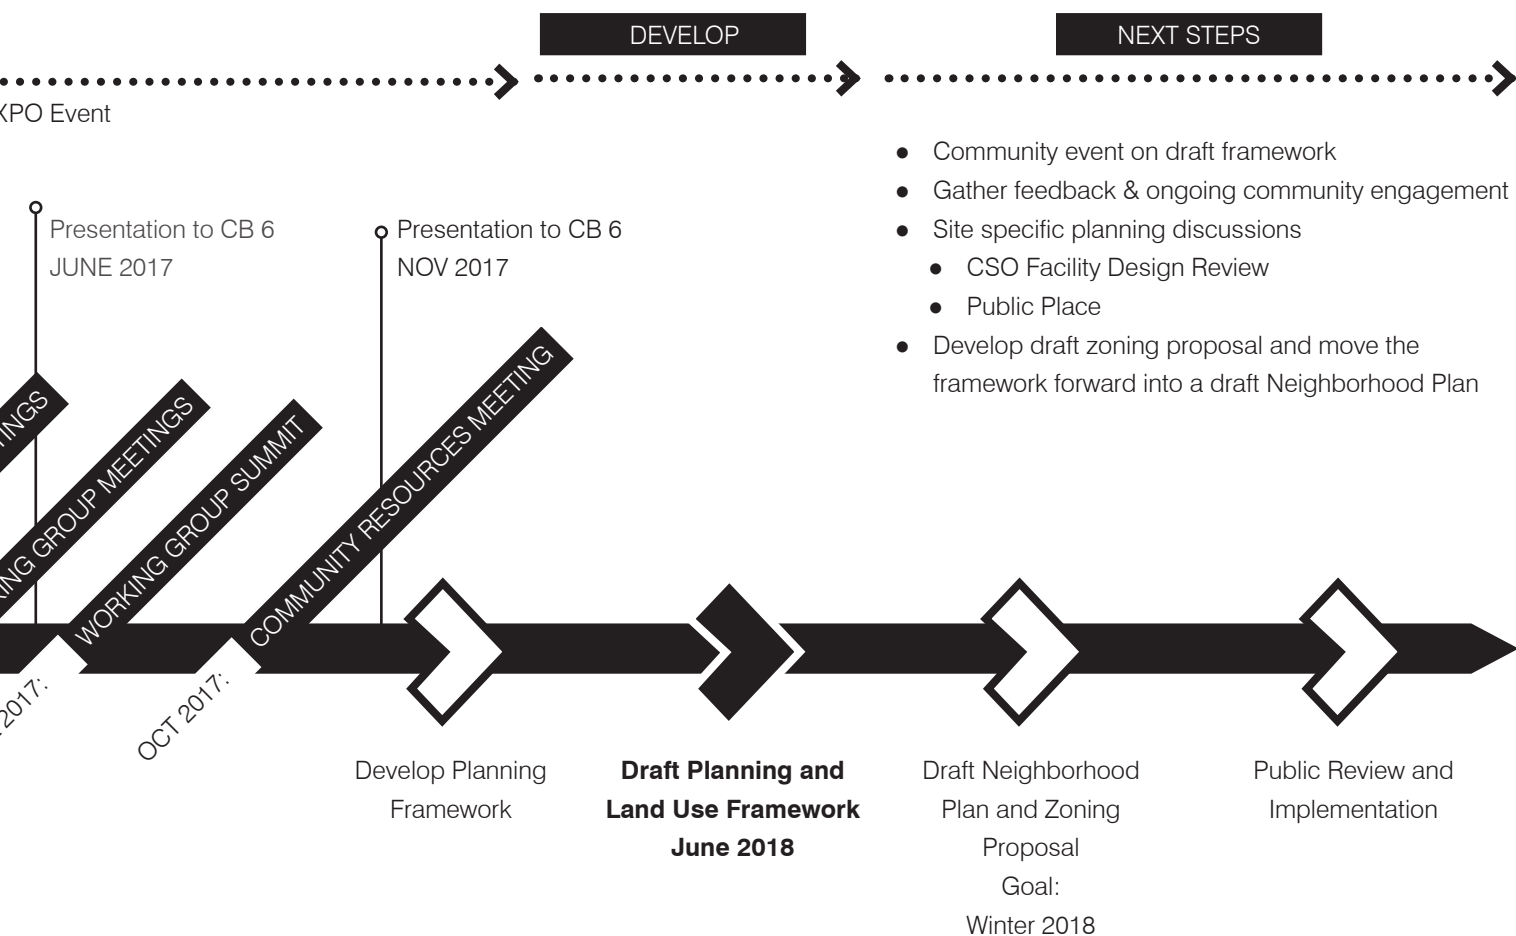 DEVELOP
NEXT STEPS
XPO Event
Presentation to CB 6
JUNE 2017
Presentation to CB 6
NOV 2017
● Community event on draft framework
● Gather feedback & ongoing community engagement
● Site specific planning discussions
● CSO Facility Design Review
● Public Place
● Develop draft zoning proposal and move the
framework forward into a draft Neighborhood Plan
TINGS
ING GROUP MEETINGS
WORKING GROUP SUMMIT
COMMUNITY RESOURCES MEETING
2017:
OCT 2017:
Develop Planning
Framework
Draft Planning and
Land Use Framework
June 2018
Draft Neighborhood
Plan and Zoning
Proposal
Goal:
Winter 2018
Public Review and
Implementation